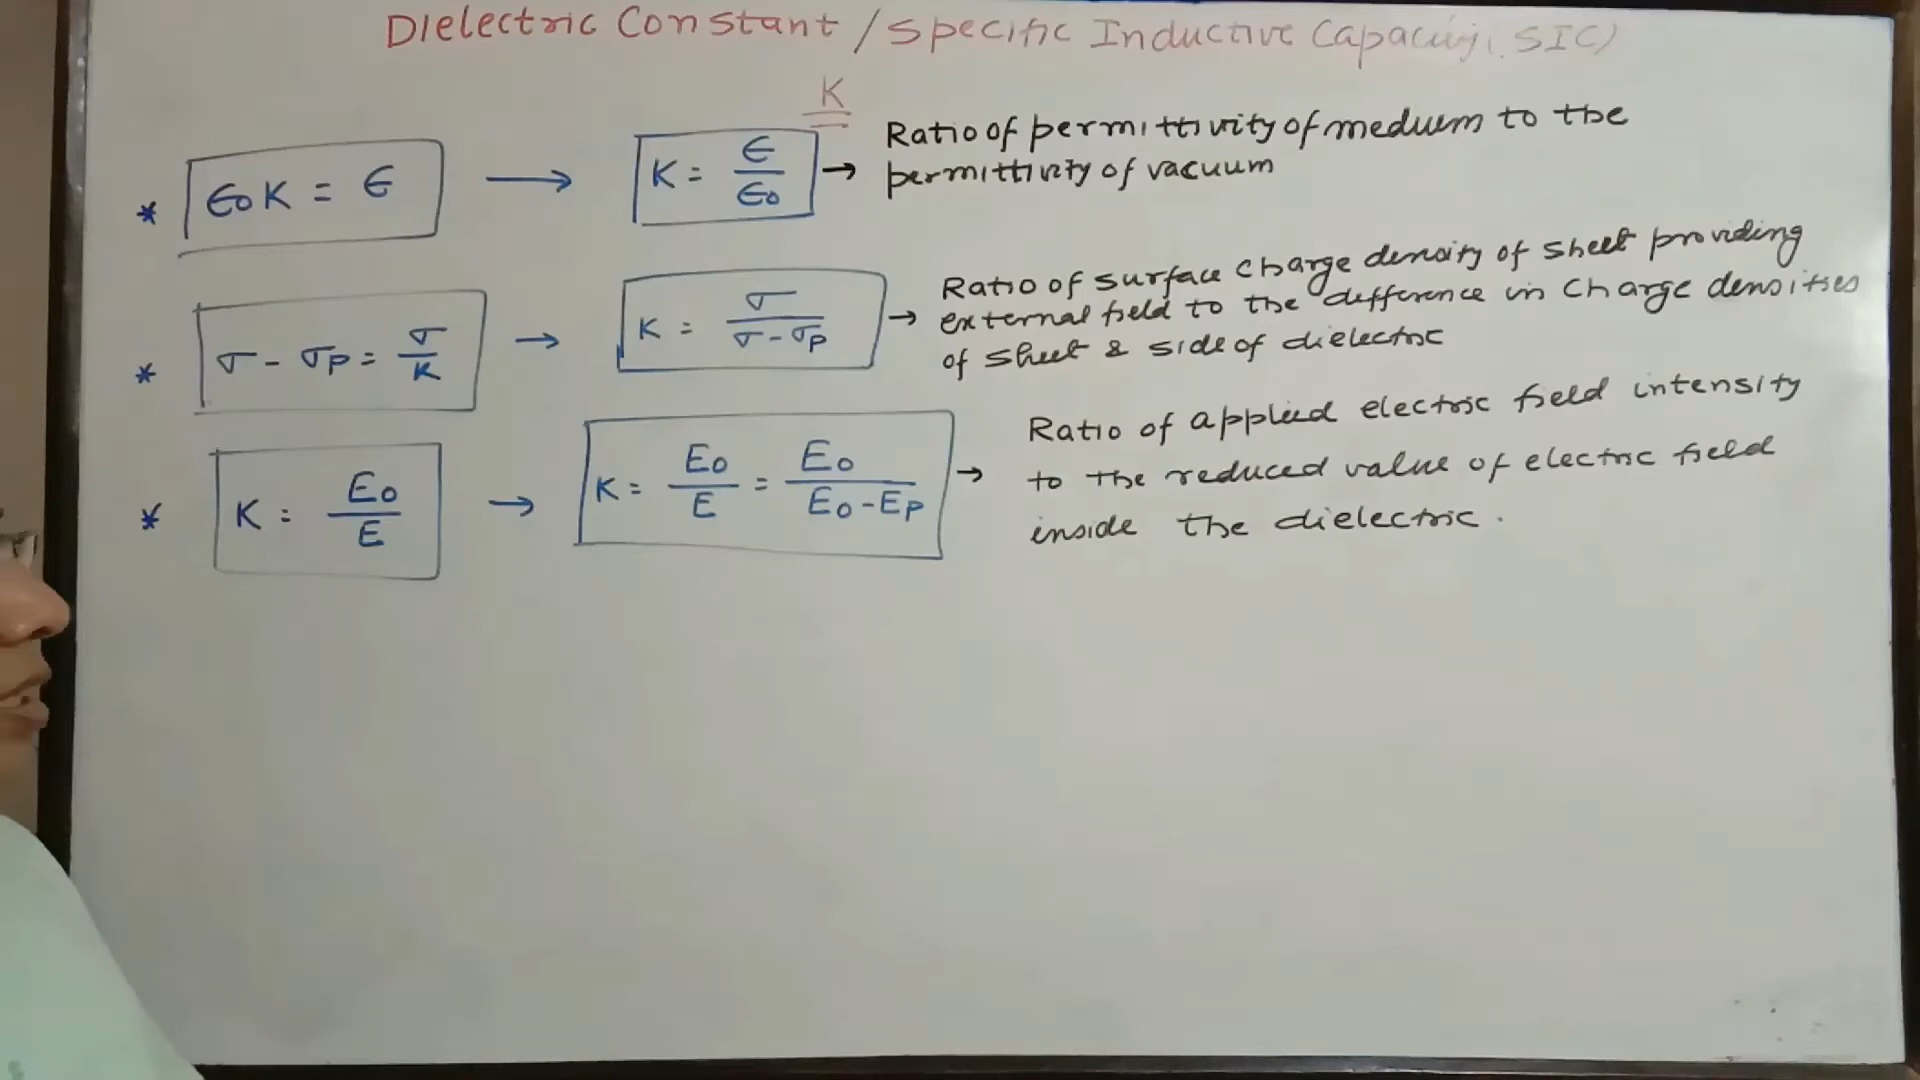 Dielectric Constant / Specific Inductive Capacity (SIC)
K
* ϵ₀K = ϵ → K = ϵ/ϵ₀ → Ratio of permittivity of medium to the
permittivity of vacuum
* σ - σp = σ/K → K = σ/(σ - σp) → Ratio of surface charge density of sheet providing
external field to the difference in charge densities
of sheet & side of dielectric
* K = E₀/E → K = E₀/E = E₀/(E₀ - Ep) → Ratio of applied electric field intensity
to the reduced value of electric field
inside the dielectric.